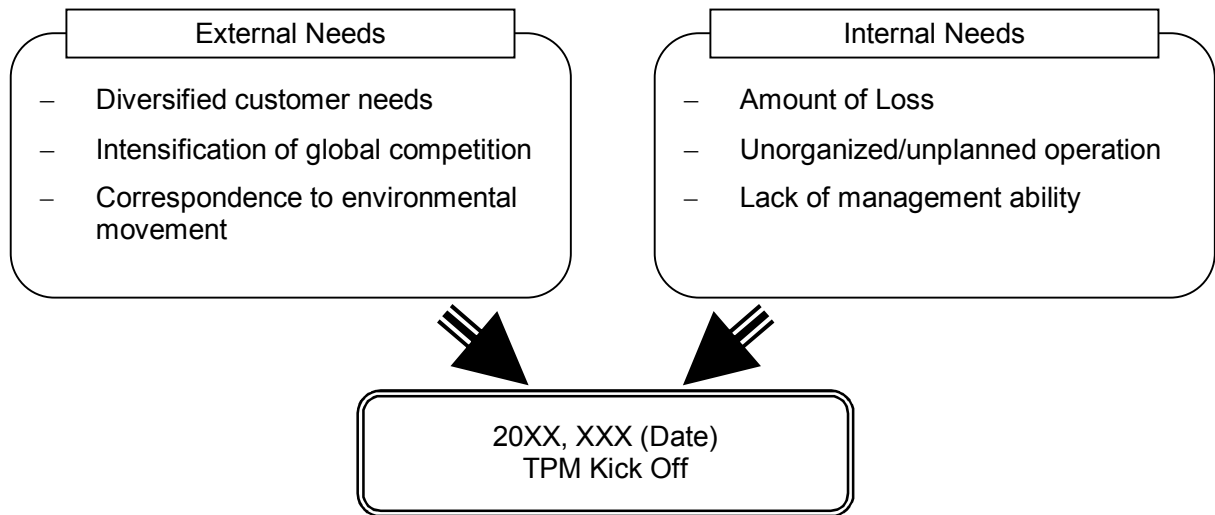 External Needs
– Diversified customer needs
– Intensification of global competition
– Correspondence to environmental
movement
Internal Needs
– Amount of Loss
– Unorganized/unplanned operation
– Lack of management ability
20XX, XXX (Date)
TPM Kick Off